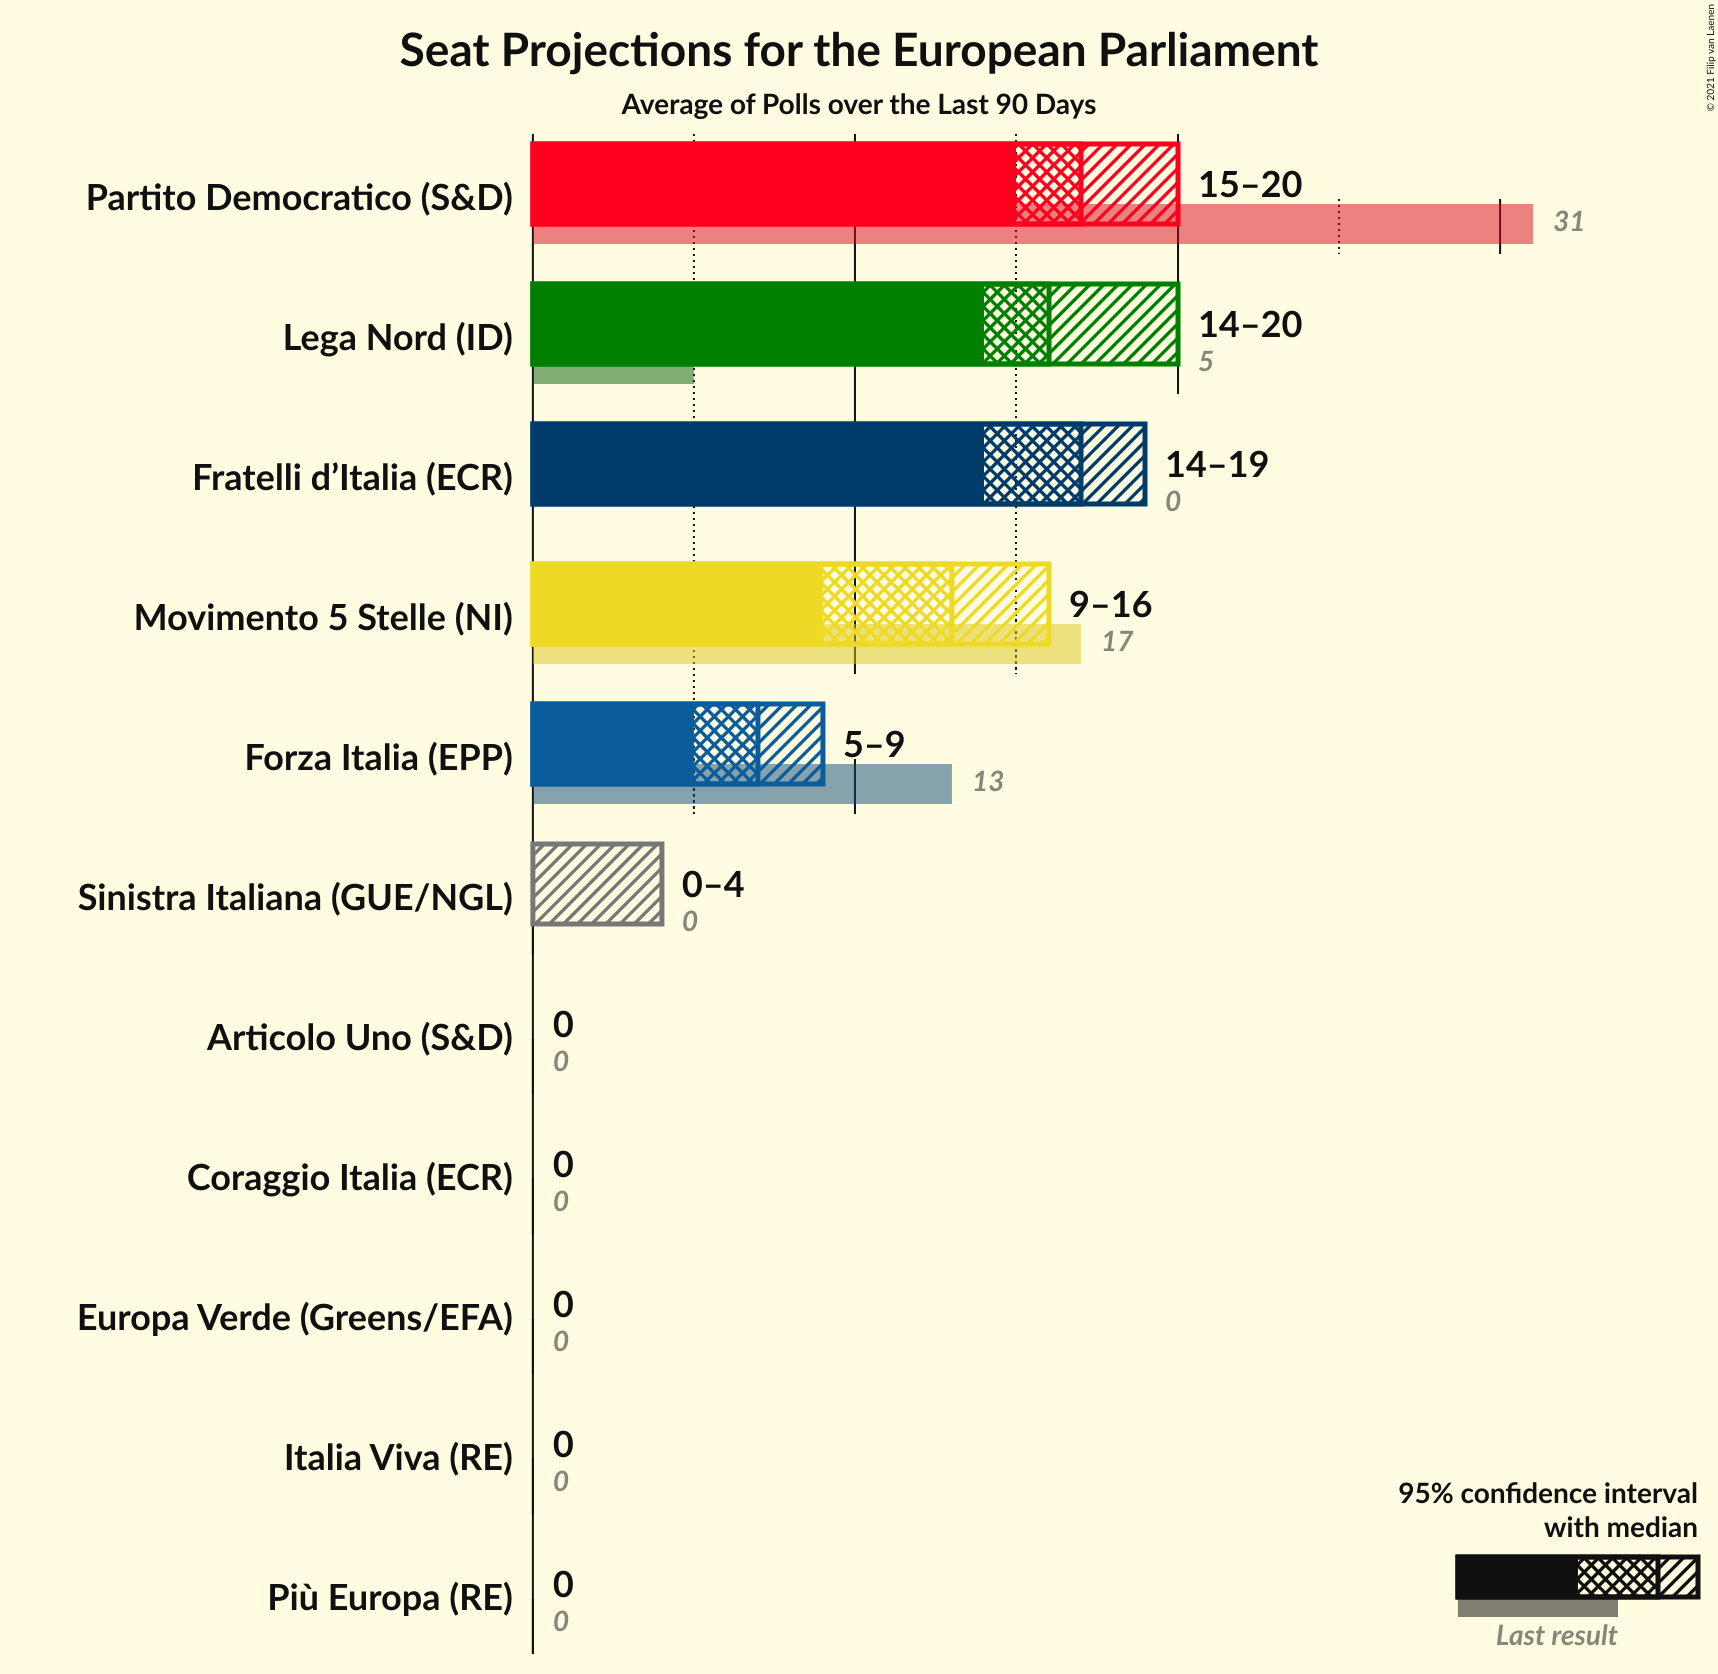 Seat Projections for the European Parliament
Average of Polls over the Last 90 Days
© 2021 Filip van Laenen
Partito Democratico (S&D)
15–20
31
Lega Nord (ID)
14–20
5
Fratelli d’Italia (ECR)
14–19
0
Movimento 5 Stelle (NI)
9–16
17
Forza Italia (EPP)
5–9
13
Sinistra Italiana (GUE/NGL)
0–4
0
Articolo Uno (S&D)
0
0
Coraggio Italia (ECR)
0
0
Europa Verde (Greens/EFA)
0
0
Italia Viva (RE)
0
0
Più Europa (RE)
0
0
95% confidence interval
with median
Last result